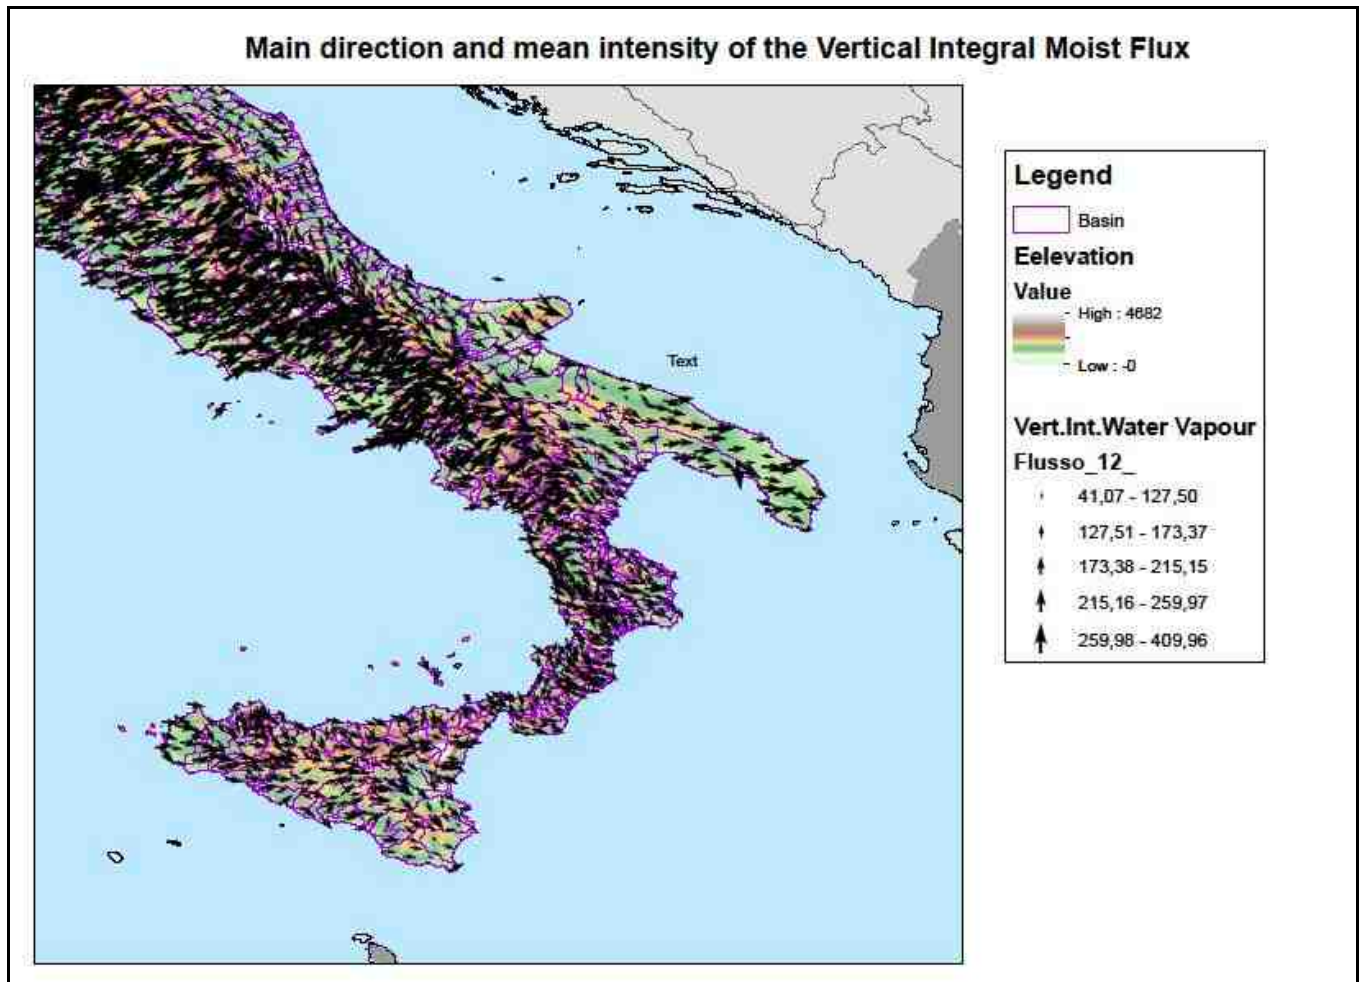 Main direction and mean intensity of the Vertical Integral Moist Flux
Text
Legend
Basin
Eelevation
Value
High : 4682
Low : -0
Vert.Int.Water Vapour
Flusso_12_
41,07 - 127,50
127,51 - 173,37
173,38 - 215,15
215,16 - 259,97
259,98 - 409,96